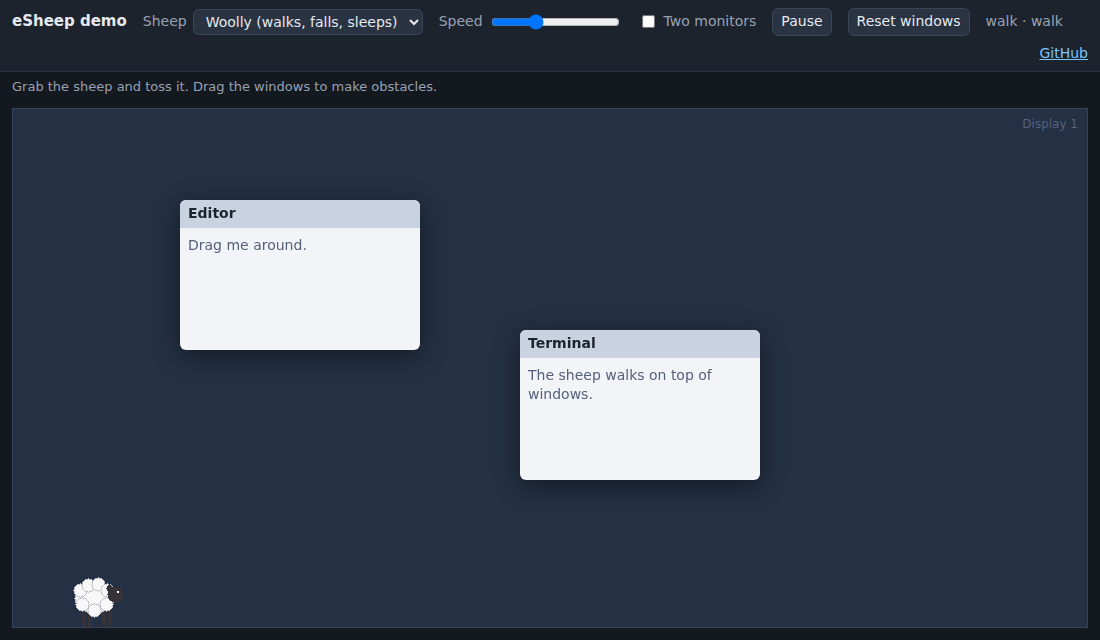 eSheep demo Sheep Woolly (walks, falls, sleeps) Speed Two monitors Pause Reset windows walk · walk
GitHub
Grab the sheep and toss it. Drag the windows to make obstacles.
Display 1
Editor
Drag me around.
Terminal
The sheep walks on top of
windows.